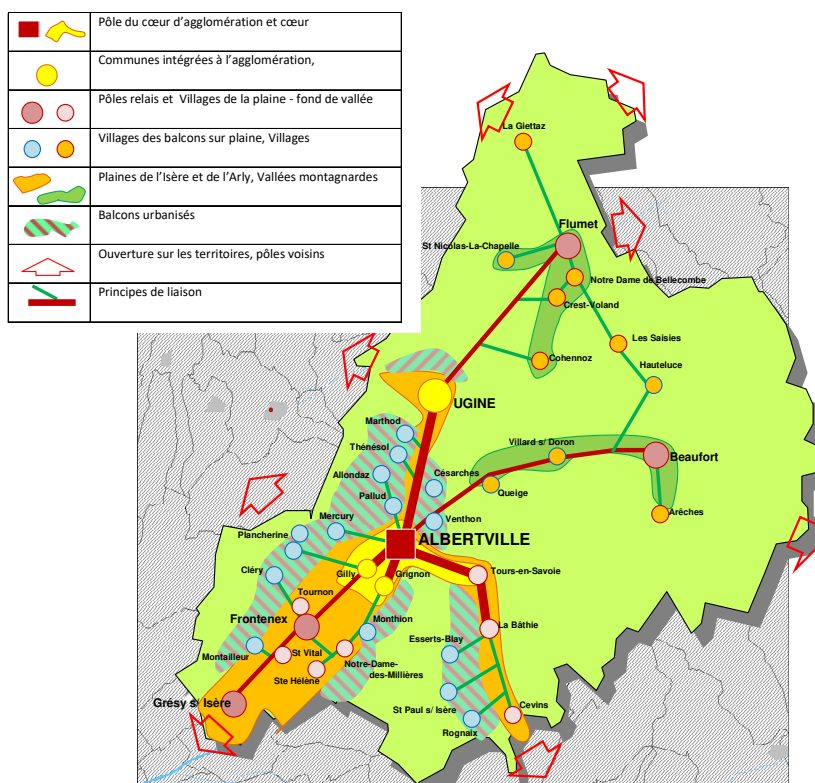 Pôle du cœur d'agglomération et cœur
Communes intégrées à l'agglomération,
Pôles relais et Villages de la plaine - fond de vallée
Villages des balcons sur plaine, Villages
Plaines de l'Isère et de l'Arly, Vallées montagnardes
Balcons urbanisés
Ouverture sur les territoires, pôles voisins
Principes de liaison
La Giettaz
Flumet
St Nicolas-La-Chapelle
Notre Dame de Bellecombe
Crest-Voland
Les Saisies
Cohennoz
Hauteluce
UGINE
Marthod
Villard s/ Doron
Thénésol
Beaufort
Allondaz
Césarches
Queige
Pallud
Arêches
Mercury
Venthon
Plancherine
ALBERTVILLE
Cléry
Gilly
Grignon
Tours-en-Savoie
Tournon
Frontenex
Monthion
La Bâthie
Esserts-Blay
Montailleur
St Vital
Notre-Dame-
des-Millières
Ste Hélène
Grésy s/ Isère
St Paul s/ Isère
Cevins
Rognaix